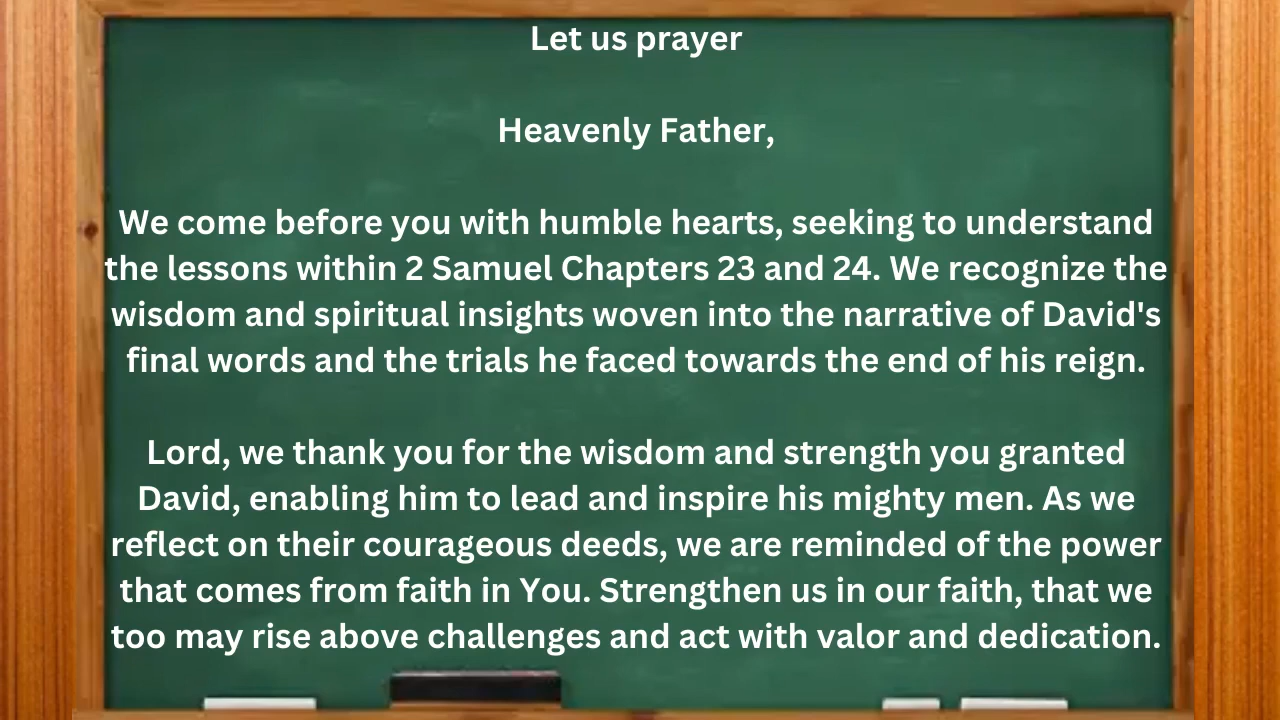 Let us prayer
Heavenly Father,
We come before you with humble hearts, seeking to understand
the lessons within 2 Samuel Chapters 23 and 24. We recognize the
wisdom and spiritual insights woven into the narrative of David's
final words and the trials he faced towards the end of his reign.
Lord, we thank you for the wisdom and strength you granted
David, enabling him to lead and inspire his mighty men. As we
reflect on their courageous deeds, we are reminded of the power
that comes from faith in You. Strengthen us in our faith, that we
too may rise above challenges and act with valor and dedication.